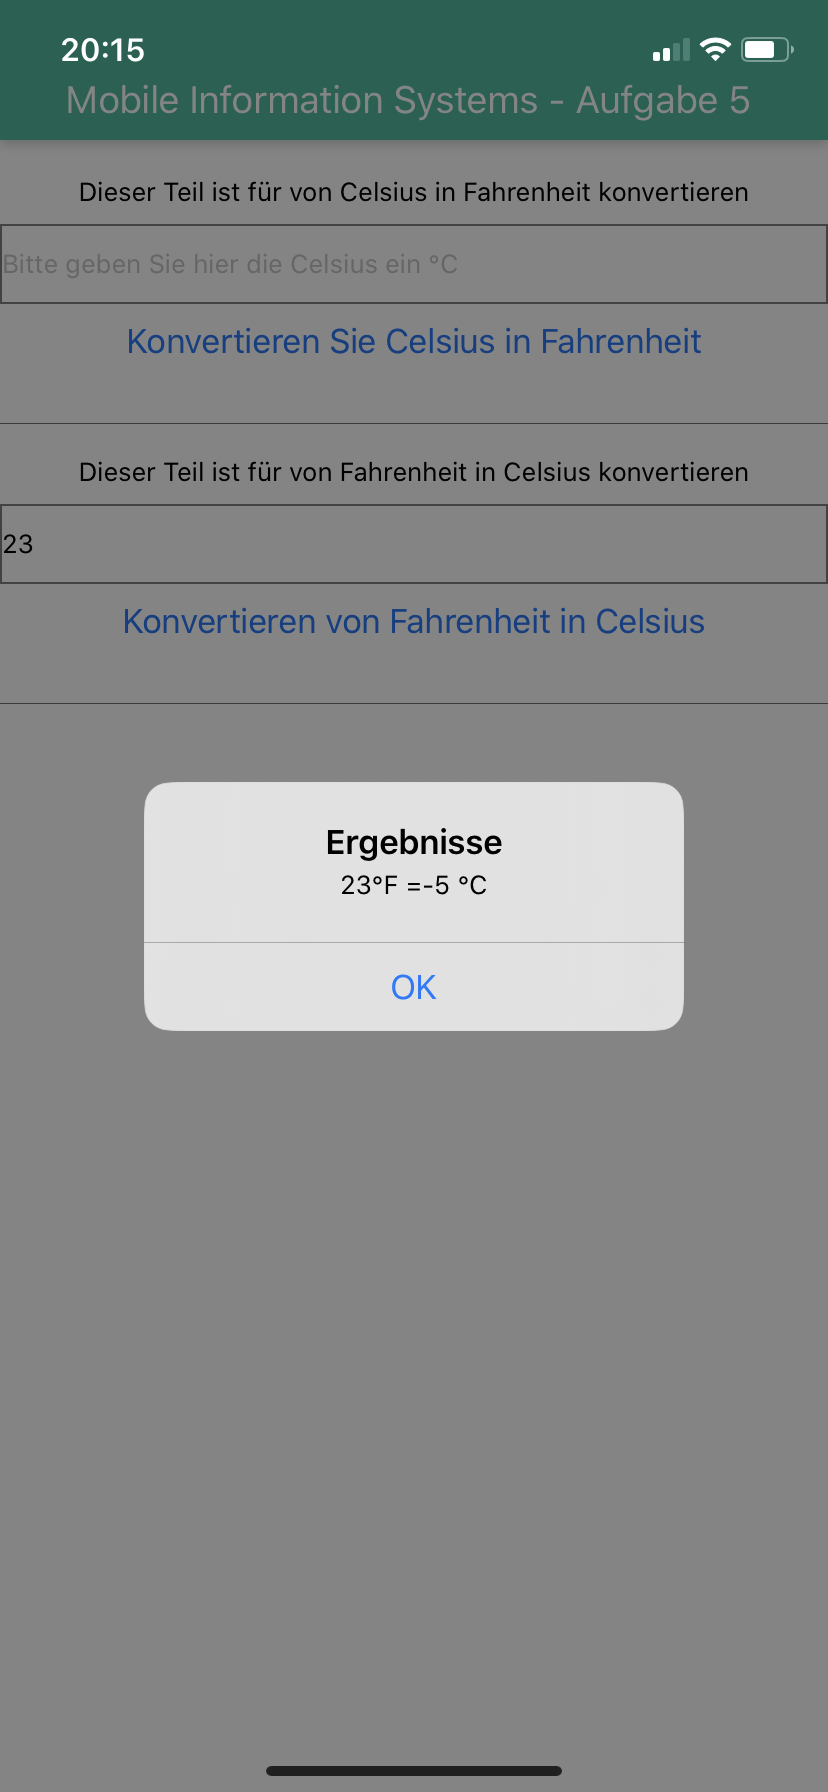 20:15
Mobile Information Systems - Aufgabe 5
Dieser Teil ist für von Celsius in Fahrenheit konvertieren
Bitte geben Sie hier die Celsius ein °C
Konvertieren Sie Celsius in Fahrenheit
Dieser Teil ist für von Fahrenheit in Celsius konvertieren
23
Konvertieren von Fahrenheit in Celsius
Ergebnisse
23°F =-5 °C
OK